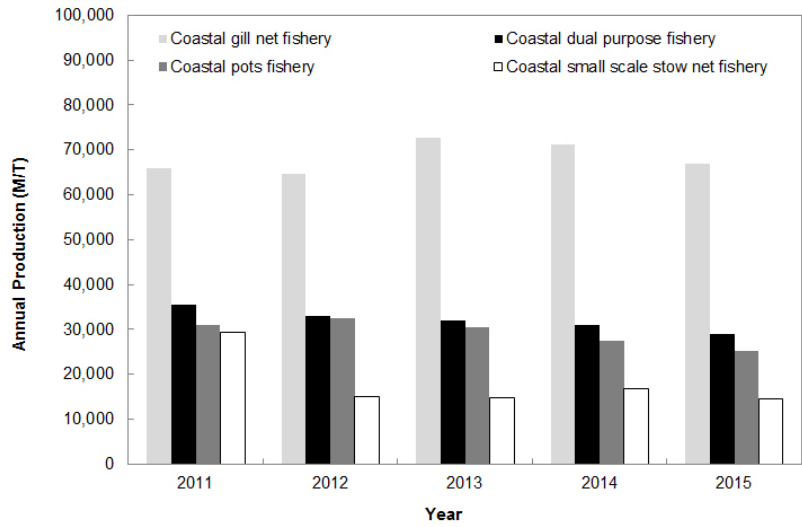 100,000
90,000
80,000
70,000
60,000
50,000
40,000
30,000
20,000
10,000
0
Annual Production (M/T)
Coastal gill net fishery
Coastal dual purpose fishery
Coastal pots fishery
Coastal small scale stow net fishery
2011
2012
2013
2014
2015
Year